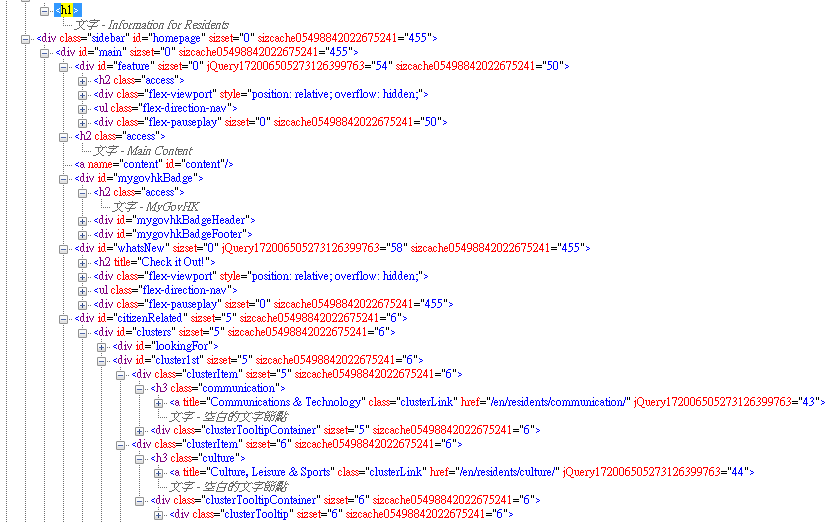 <h1>
文字 - Information for Residents
<div class="sidebar" id="homepage" sizset="0" sizcache05498842022675241="455">
<div id="main" sizset="0" sizcache05498842022675241="455">
<div id="feature" sizset="0" jQuery172006505273126399763="54" sizcache05498842022675241="50">
<h2 class="access">
<div class="flex-viewport" style="position: relative; overflow: hidden;">
<ul class="flex-direction-nav">
<div class="flex-pauseplay" sizset="0" sizcache05498842022675241="50">
<h2 class="access">
文字 - Main Content
<a name="content" id="content"/>
<div id="mygovhkBadge">
<h2 class="access">
文字 - MyGovHK
<div id="mygovhkBadgeHeader">
<div id="mygovhkBadgeFooter">
<div id="whatsNew" sizset="0" jQuery172006505273126399763="58" sizcache05498842022675241="455">
<h2 title="Check it Out!">
<div class="flex-viewport" style="position: relative; overflow: hidden;">
<ul class="flex-direction-nav">
<div class="flex-pauseplay" sizset="0" sizcache05498842022675241="455">
<div id="citizenRelated" sizset="5" sizcache05498842022675241="6">
<div id="clusters" sizset="5" sizcache05498842022675241="6">
<div id="lookingFor">
<div id="cluster1st" sizset="5" sizcache05498842022675241="6">
<div class="clusterItem" sizset="5" sizcache05498842022675241="6">
<h3 class="communication">
<a title="Communications & Technology" class="clusterLink" href="/en/residents/communication/" jQuery172006505273126399763="43">
文字 - 空白的文字節點
<div class="clusterTooltipContainer" sizset="5" sizcache05498842022675241="6">
<div class="clusterItem" sizset="6" sizcache05498842022675241="6">
<h3 class="culture">
<a title="Culture, Leisure & Sports" class="clusterLink" href="/en/residents/culture/" jQuery172006505273126399763="44">
文字 - 空白的文字節點
<div class="clusterTooltipContainer" sizset="6" sizcache05498842022675241="6">
<div class="clusterTooltip" sizset="6" sizcache05498842022675241="6">